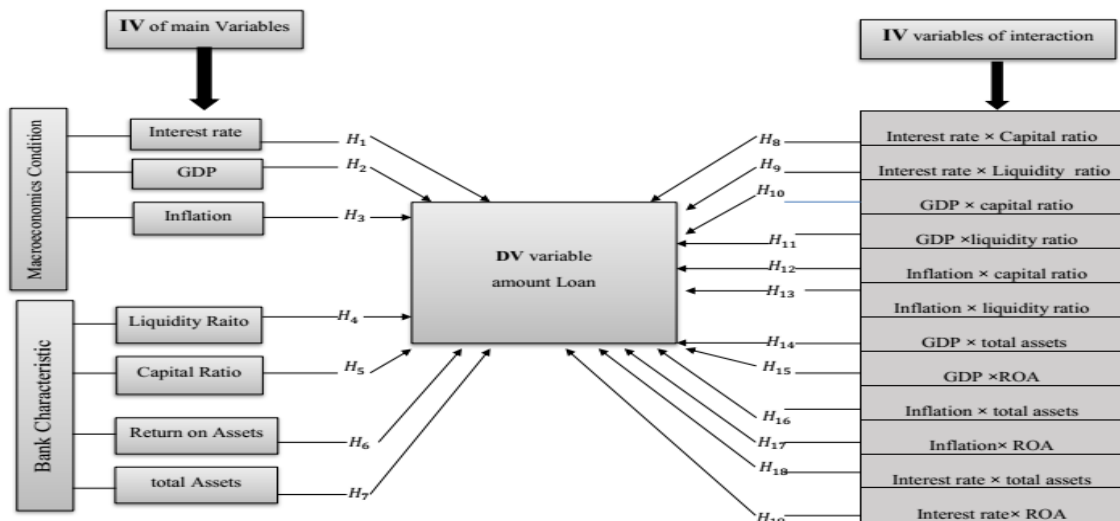 IV of main Variables
IV variables of interaction
Macroeconomics Condition
Interest rate
GDP
Inflation
H1
H2
H3
Bank Characteristic
Liquidity Raito
Capital Ratio
Return on Assets
total Assets
H4
H5
H6
H7
DV variable
amount Loan
H8
H9
H10
H11
H12
H13
H14
H15
H16
H17
H18
H19
Interest rate × Capital ratio
Interest rate × Liquidity ratio
GDP × capital ratio
GDP ×liquidity ratio
Inflation × capital ratio
Inflation × liquidity ratio
GDP × total assets
GDP ×ROA
Inflation × total assets
Inflation× ROA
Interest rate × total assets
Interest rate× ROA